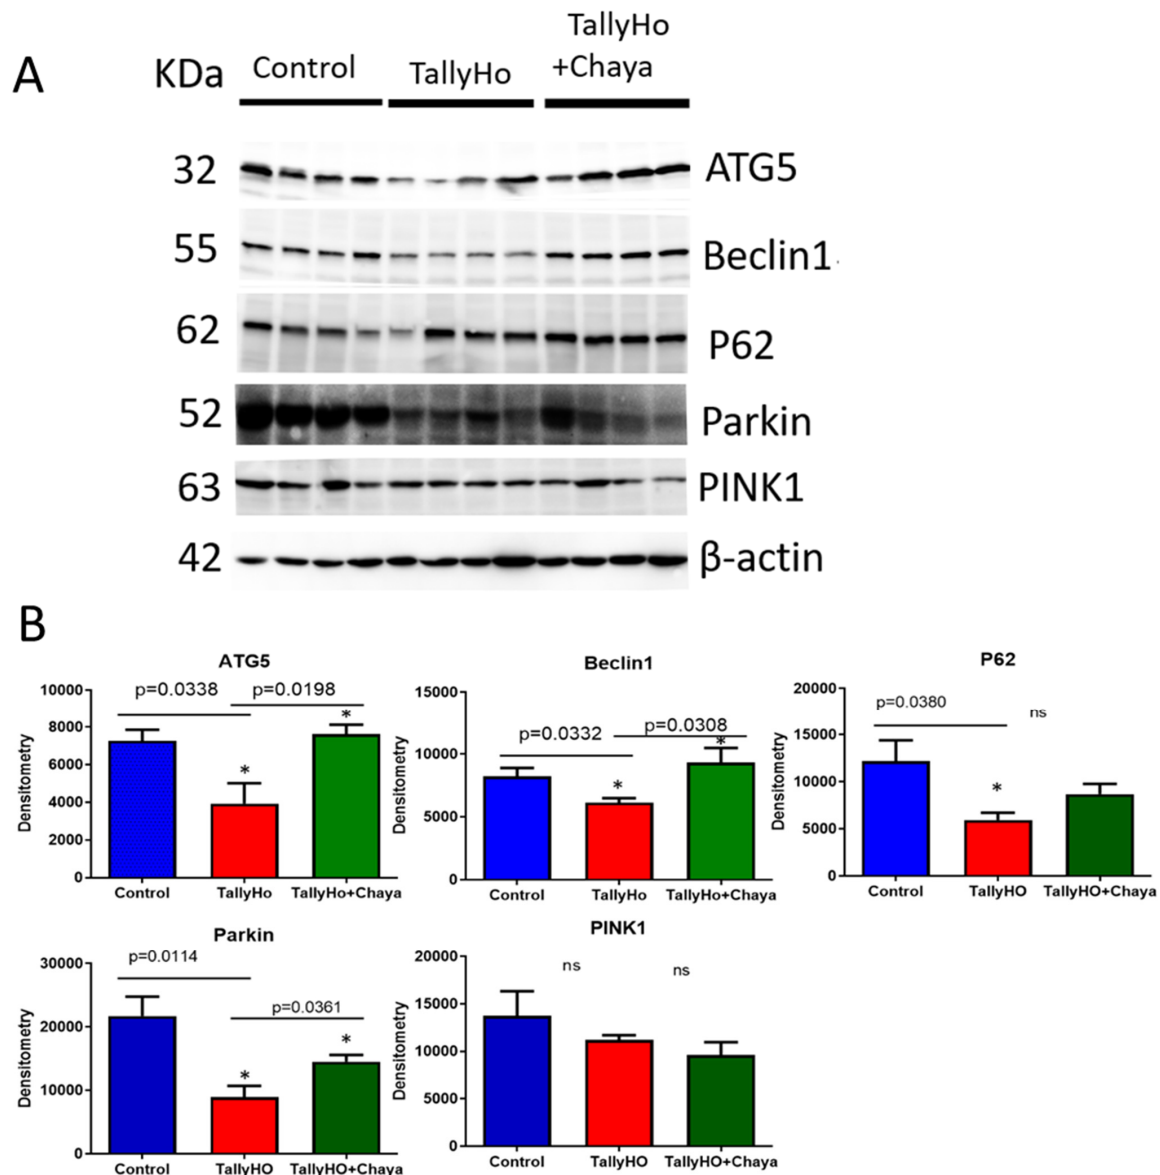 A
KDa
Control
TallyHo
TallyHo
+Chaya
32
ATG5
55
Beclin1
62
P62
52
Parkin
63
PINK1
42
β-actin
B
ATG5
Densitometry
10000
8000
6000
4000
2000
0
p=0.0338
p=0.0198
*
*
Control
TallyHo
TallyHo+Chaya
Beclin1
Densitometry
15000
10000
5000
0
p=0.0332
p=0.0308
*
*
Control
TallyHo
TallyHo+Chaya
P62
Densitometry
20000
15000
10000
5000
0
p=0.0380
ns
*
Control
TallyHO
TallyHO+Chaya
Parkin
Densitometry
30000
20000
10000
0
p=0.0114
p=0.0361
*
*
Control
TallyHO
TallyHO+Chaya
PINK1
Densitometry
20000
15000
10000
5000
0
ns
ns
Control
TallyHO
TallyHO+Chaya